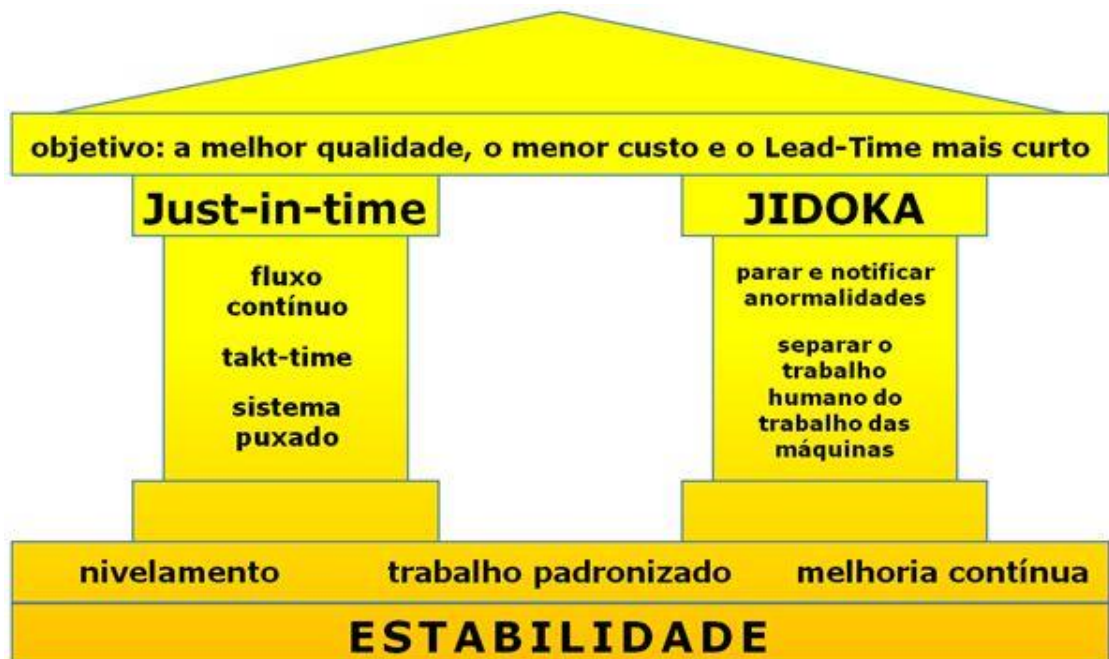 objetivo: a melhor qualidade, o menor custo e o Lead-Time mais curto
Just-in-time
fluxo
contínuo
takt-time
sistema
puxado
JIDOKA
parar e notificar
anormalidades
separar o
trabalho
humano do
trabalho das
máquinas
nivelamento trabalho padronizado melhoria contínua
ESTABILIDADE